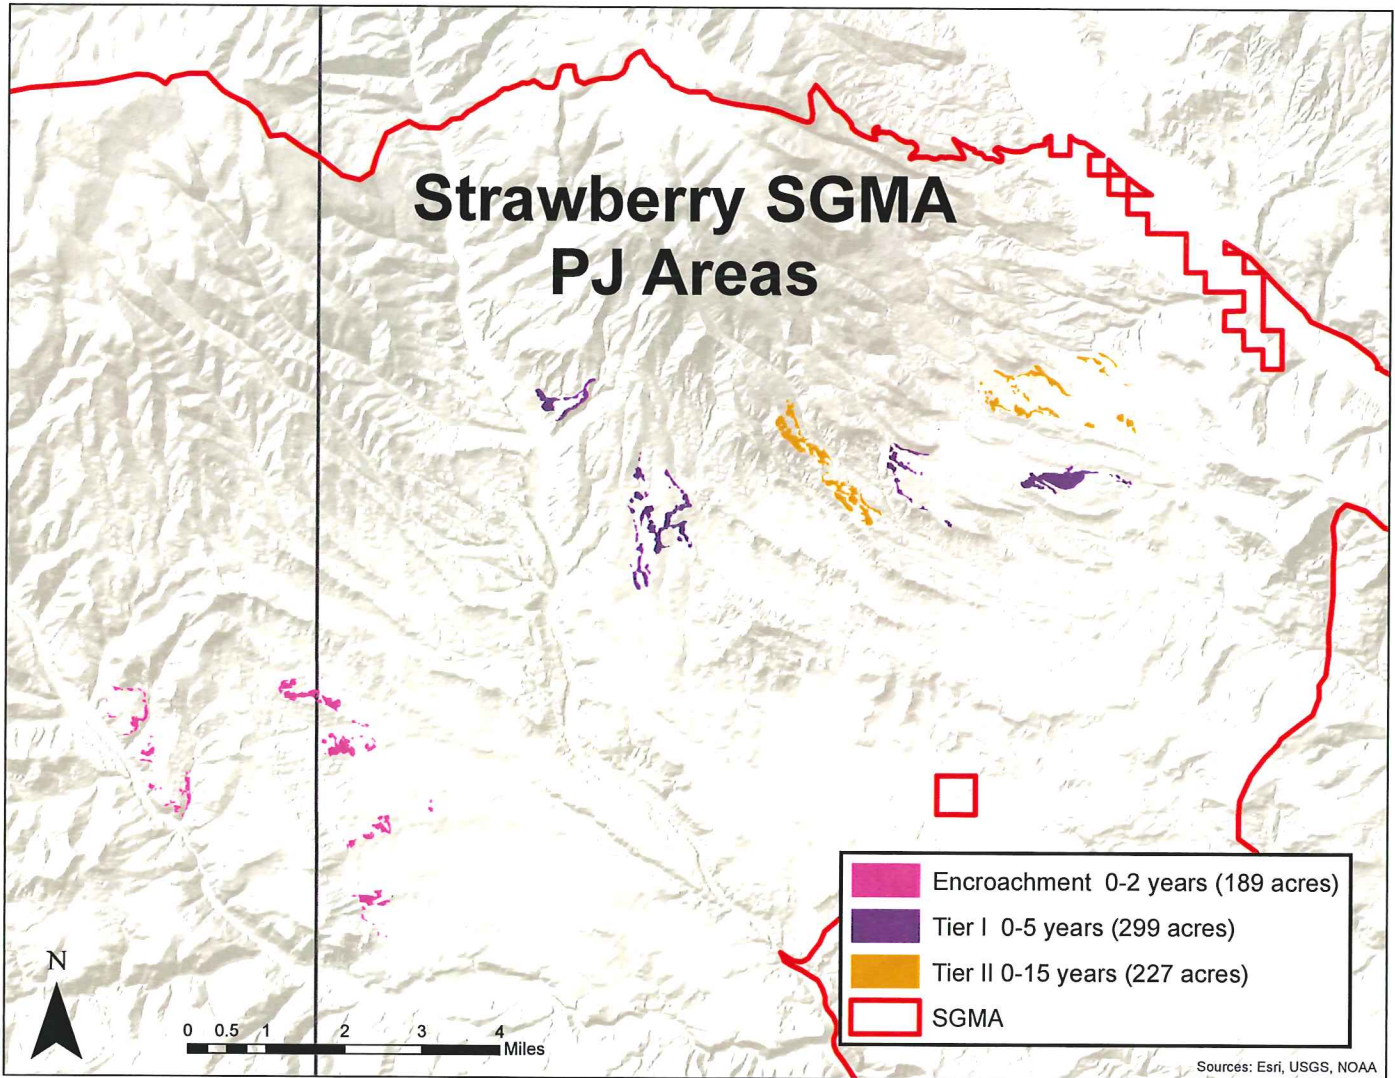 Strawberry SGMA
PJ Areas
Encroachment 0-2 years (189 acres)
Tier I 0-5 years (299 acres)
Tier II 0-15 years (227 acres)
SGMA
N
0 0.5 1 2 3 4
Miles
Sources: Esri, USGS, NOAA